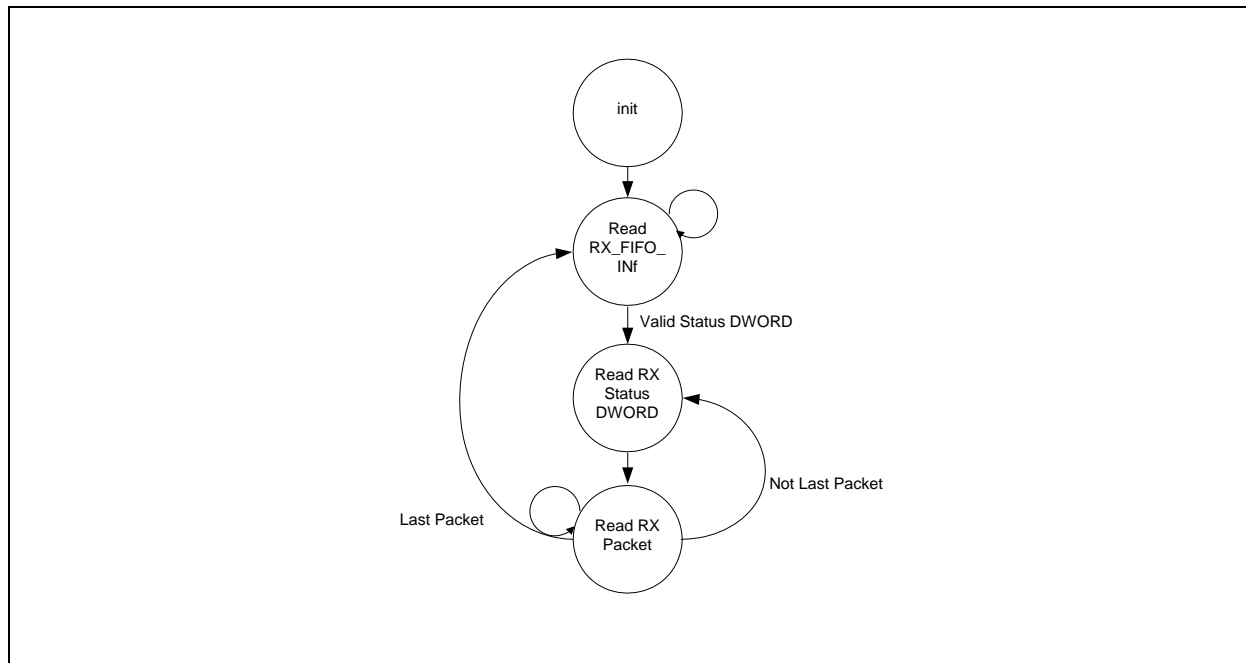 init
Read
RX_FIFO_
INf
Valid Status DWORD
Read RX
Status
DWORD
Not Last Packet
Last Packet
Read RX
Packet